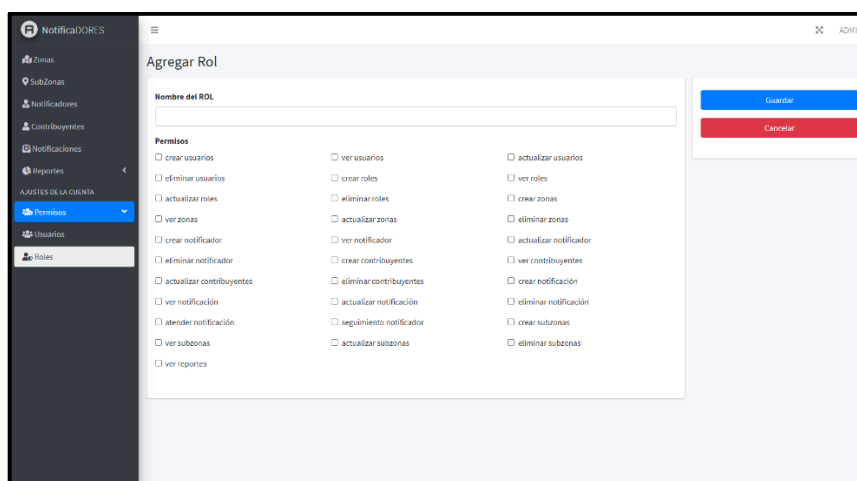 NotificaDORES
ADMI
Zonas
SubZonas
Notificadores
Contribuyentes
Notificaciones
Reportes
AJUSTES DE LA CUENTA
Permisos
Usuarios
Roles
Agregar Rol
Nombre del ROL
Permisos
crear usuarios ver usuarios actualizar usuarios
eliminar usuarios crear roles ver roles
actualizar roles eliminar roles crear zonas
ver zonas actualizar zonas eliminar zonas
crear notificador ver notificador actualizar notificador
eliminar notificador crear contribuyentes ver contribuyentes
actualizar contribuyentes eliminar contribuyentes crear notificación
ver notificación actualizar notificación eliminar notificación
atender notificación seguimiento notificador crear subzonas
ver subzonas actualizar subzonas eliminar subzonas
ver reportes
Guardar
Cancelar